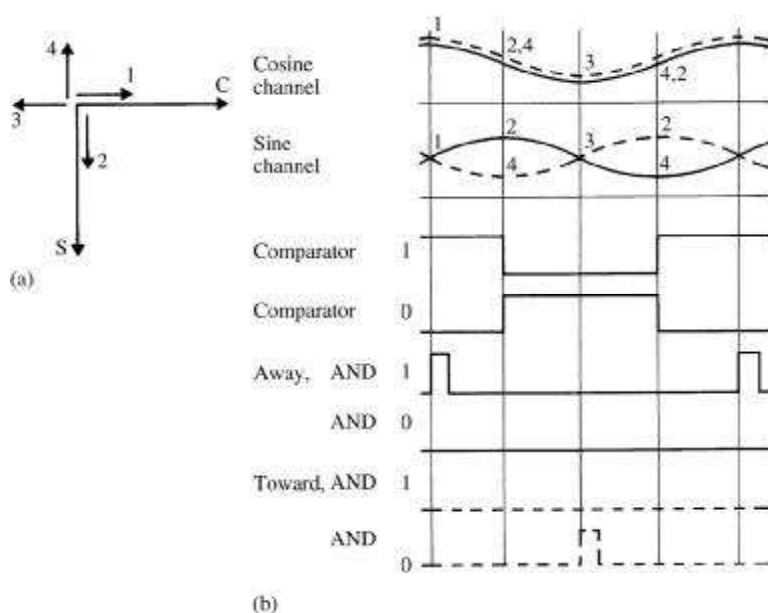 1
4
2,4
3
Cosine
channel
4,2
1
C
3
2
2
2
Sine
channel
1
3
4
4
S
(a)
Comparator 1
Comparator 0
Away, AND 1
AND 0
Toward, AND 1
AND
0
(b)